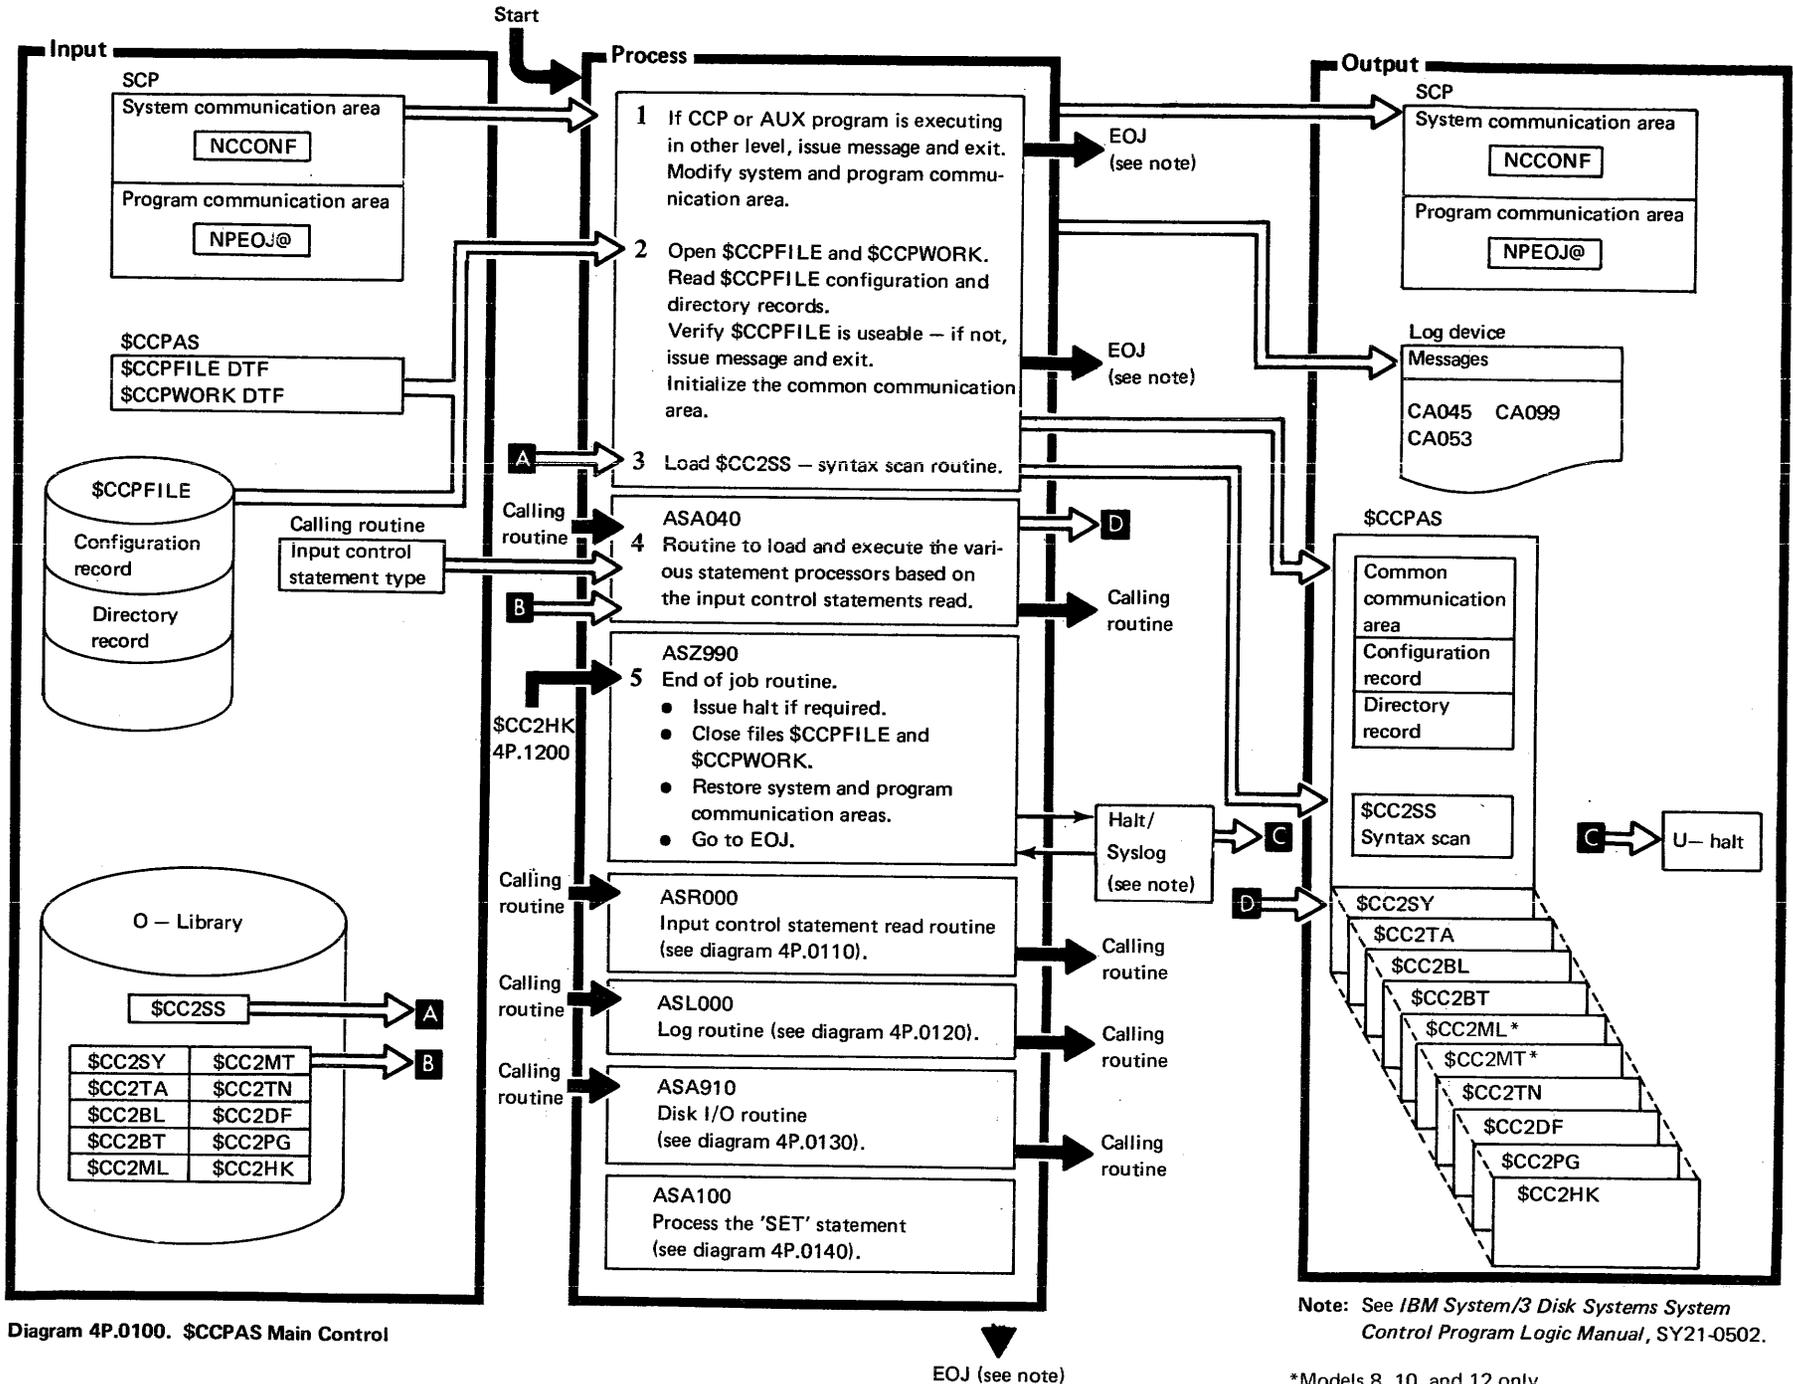 Start
Input
SCP
System communication area
NCCONF
Program communication area
NPEOJ@
$CCPAS
$CCPFILE DTF
$CCPWORK DTF
$CCPFILE
Configuration
record
Directory
record
Calling routine
Input control
statement type
O – Library
$CC2SS
A
$CC2SY $CC2MT
B
$CC2TA $CC2TN
$CC2BL $CC2DF
$CC2BT $CC2PG
$CC2ML $CC2HK
Process
1 If CCP or AUX program is executing
in other level, issue message and exit.
Modify system and program commu-
nication area.
EOJ
(see note)
2 Open $CCPFILE and $CCPWORK.
Read $CCPFILE configuration and
directory records.
Verify $CCPFILE is useable – if not,
issue message and exit.
Initialize the common communication
area.
EOJ
(see note)
A
3 Load $CC2SS – syntax scan routine.
Calling
routine
B
ASA040
4 Routine to load and execute the vari-
ous statement processors based on
the input control statements read.
D
Calling
routine
$CC2HK
4P.1200
ASZ990
5 End of job routine.
● Issue halt if required.
● Close files $CCPFILE and
$CCPWORK.
● Restore system and program
communication areas.
● Go to EOJ.
Halt/
Syslog
(see note)
C
Calling
routine
ASR000
Input control statement read routine
(see diagram 4P.0110).
Calling
routine
Calling
routine
ASL000
Log routine (see diagram 4P.0120).
Calling
routine
Calling
routine
ASA910
Disk I/O routine
(see diagram 4P.0130).
Calling
routine
ASA100
Process the 'SET' statement
(see diagram 4P.0140).
EOJ (see note)
Output
SCP
System communication area
NCCONF
Program communication area
NPEOJ@
Log device
Messages
CA045 CA099
CA053
$CCPAS
Common
communication
area
Configuration
record
Directory
record
$CC2SS
Syntax scan
C
U– halt
D
$CC2SY
$CC2TA
$CC2BL
$CC2BT
$CC2ML*
$CC2MT*
$CC2TN
$CC2DF
$CC2PG
$CC2HK
Diagram 4P.0100. $CCPAS Main Control
Note: See IBM System/3 Disk Systems System
Control Program Logic Manual, SY21-0502.
*Models 8, 10, and 12 only